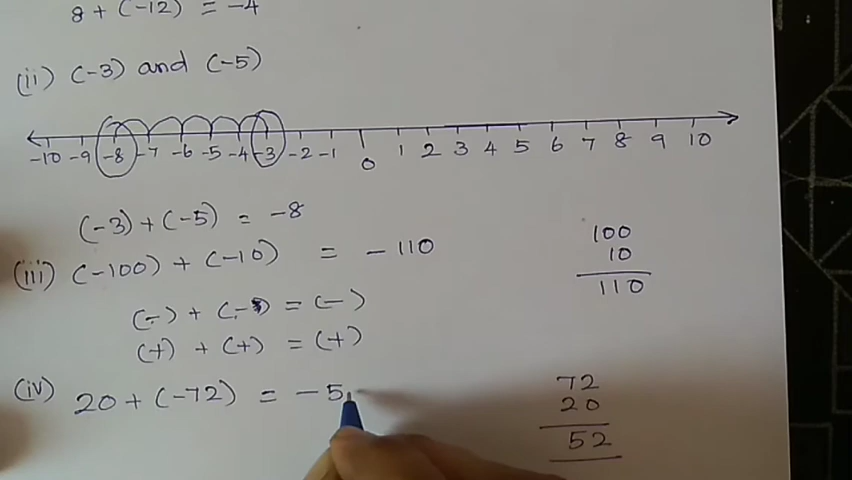 8 + (-12) = -4
(ii) (-3) and (-5)
-10 -9 -8 -7 -6 -5 -4 -3 -2 -1 0 1 2 3 4 5 6 7 8 9 10
(-3) + (-5) = -8
(iii) (-100) + (-10) = -110
(-) + (-) = (-)
(+) + (+) = (+)
(iv) 20 + (-72) = -5
100
10
110
72
20
52